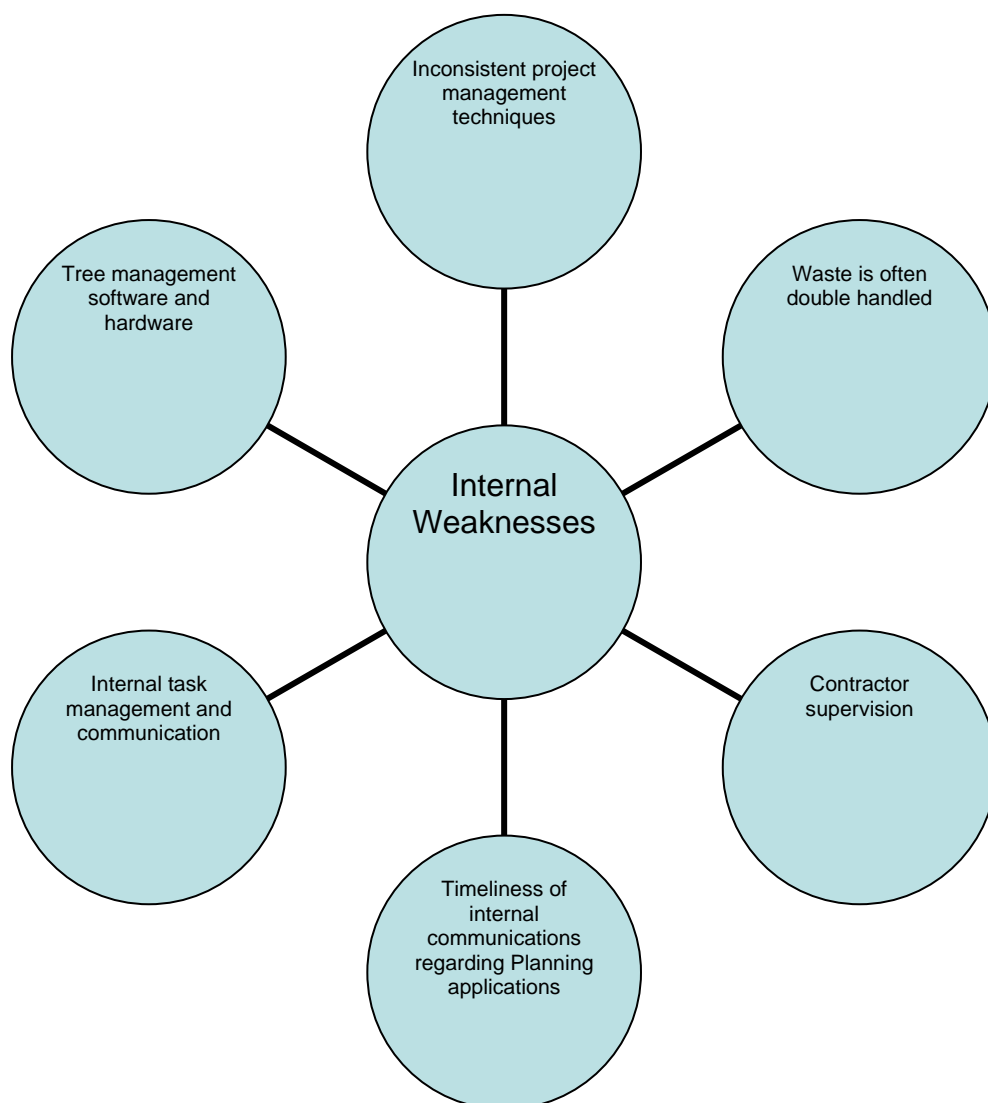 Inconsistent project
management
techniques
Tree management
software and
hardware
Waste is often
double handled
Internal
Weaknesses
Internal task
management and
communication
Contractor
supervision
Timeliness of
internal
communications
regarding Planning
applications